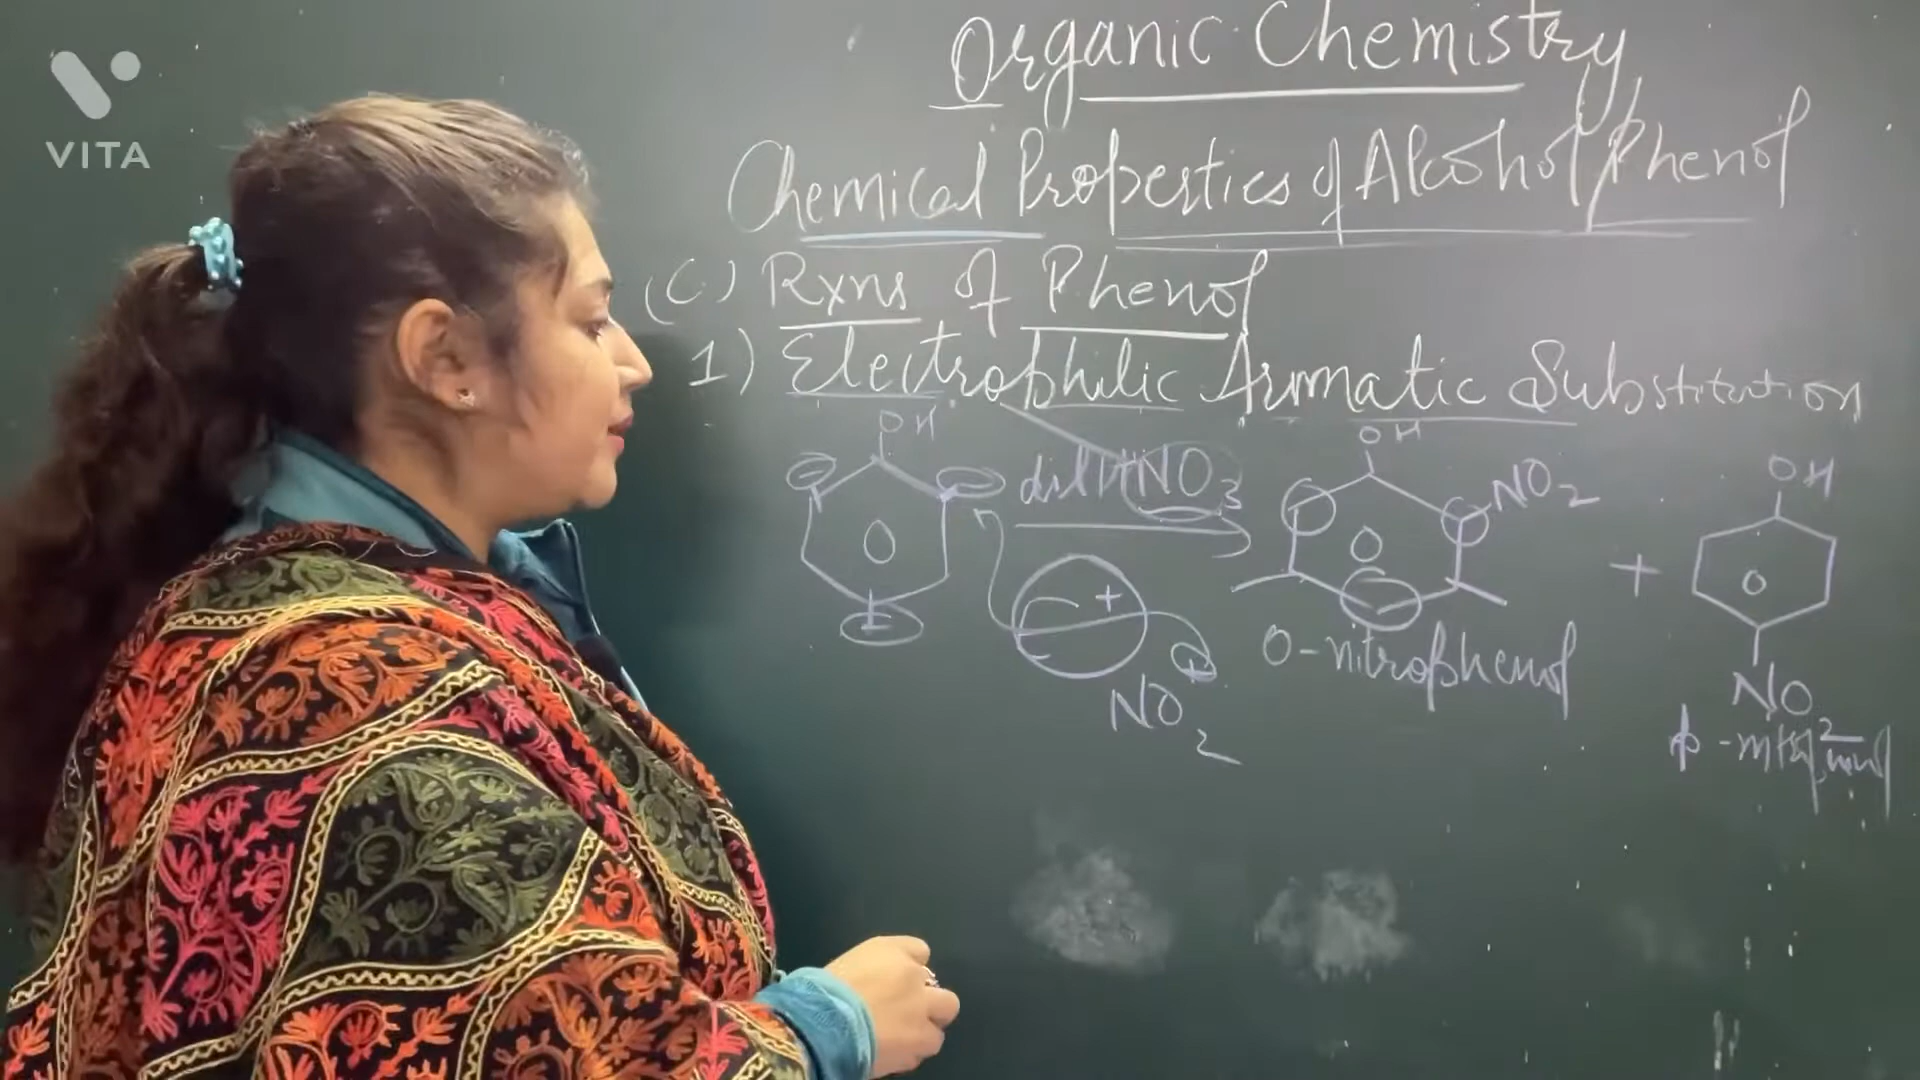 VITA
Organic Chemistry
Chemical Properties of Alcohol / Phenol
(C) Rxns of Phenol
1) Electrophilic Aromatic Substitution
OH
dil HNO3
OH
NO2
+
OH
+
+
NO2
O-nitrophenol
NO2
p-